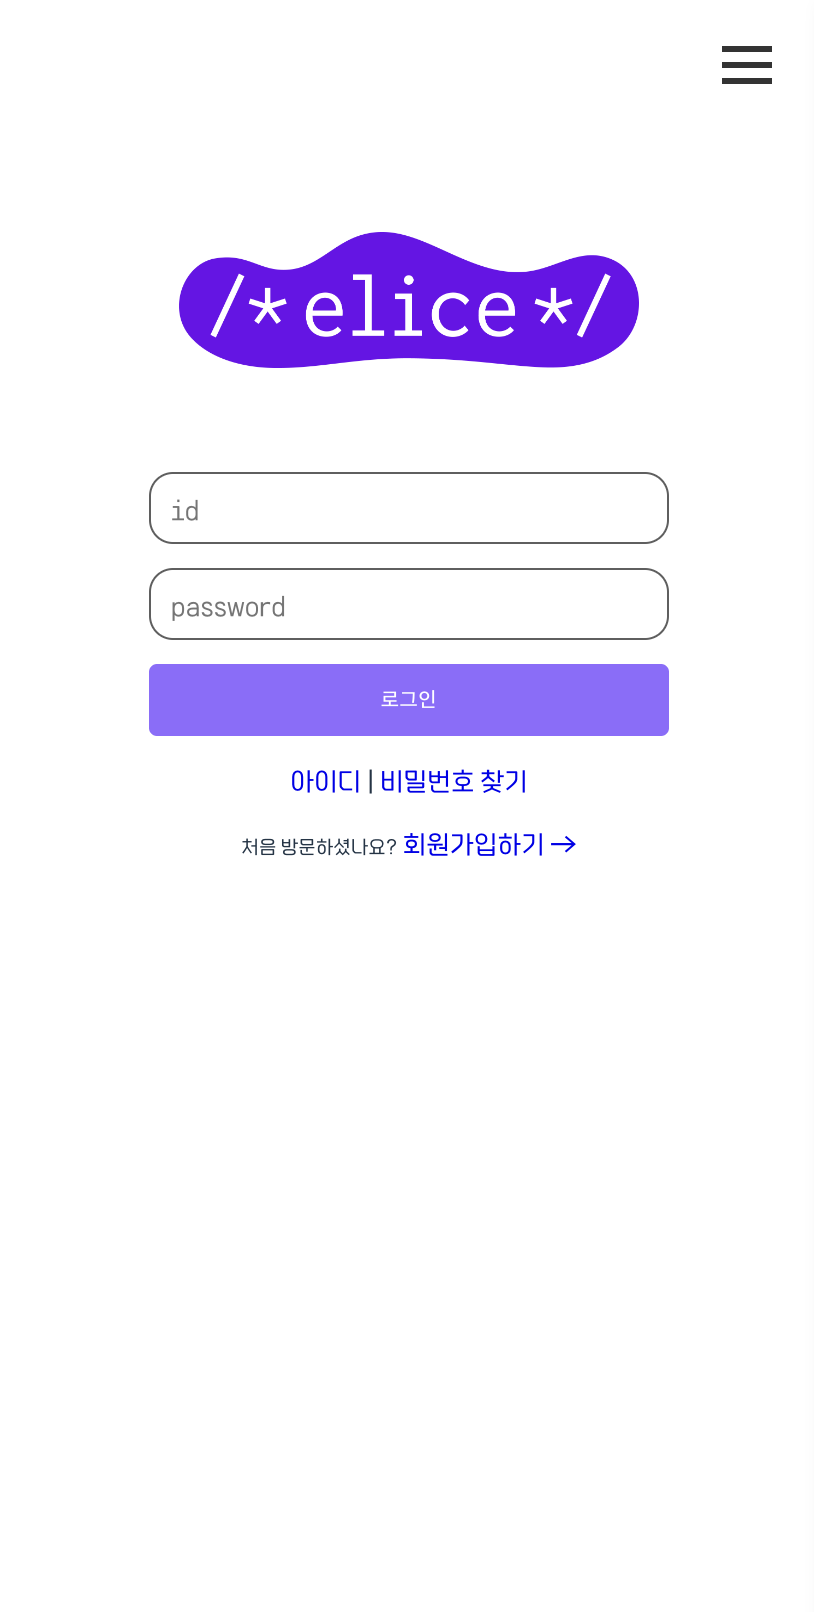 /* elice */
id
password
로그인
아이디 | 비밀번호 찾기
처음 방문하셨나요? 회원가입하기 →